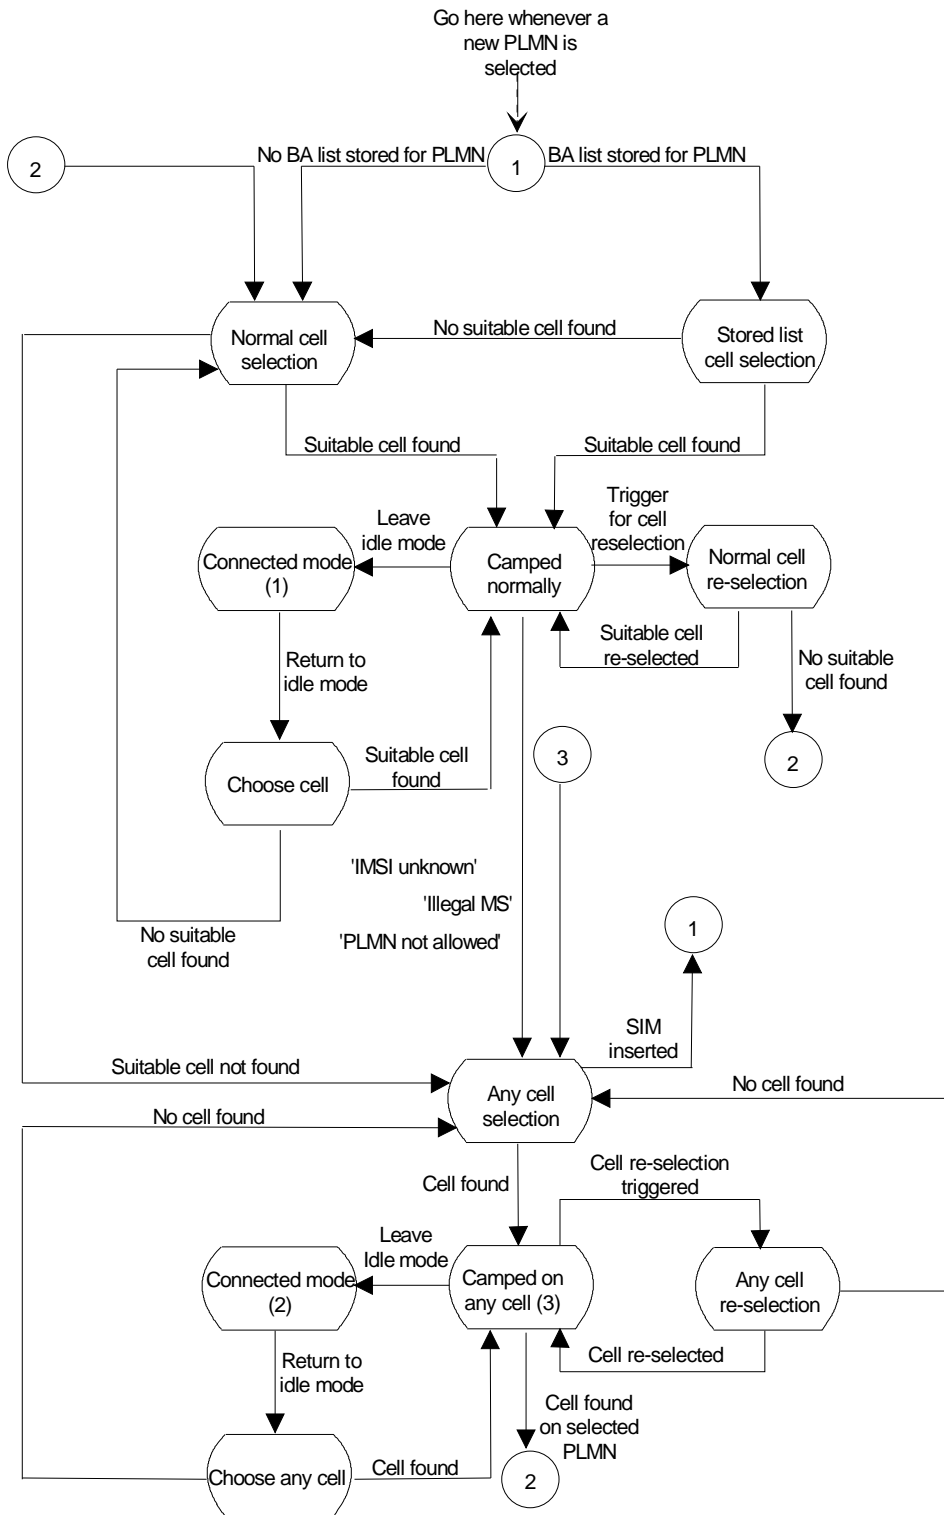 Go here whenever a
new PLMN is
selected
2
No BA list stored for PLMN
1
BA list stored for PLMN
Normal cell
selection
No suitable cell found
Stored list
cell selection
Suitable cell found
Suitable cell found
Leave
idle mode
Trigger
for cell
reselection
Connected mode
(1)
Camped
normally
Normal cell
re-selection
Suitable cell
re-selected
Return to
idle mode
No suitable
cell found
Choose cell
Suitable cell
found
3
2
'IMSI unknown'
'Illegal MS'
'PLMN not allowed'
No suitable
cell found
1
SIM
inserted
Suitable cell not found
Any cell
selection
No cell found
No cell found
Cell found
Cell re-selection
triggered
Leave
Idle mode
Connected mode
(2)
Camped on
any cell (3)
Any cell
re-selection
Return to
idle mode
Cell re-selected
Cell found
on selected
PLMN
Choose any cell
Cell found
2